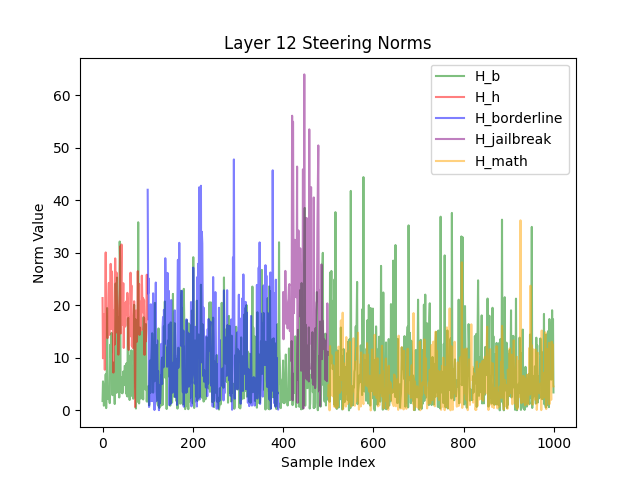 Layer 12 Steering Norms
H_b
H_h
H_borderline
H_jailbreak
H_math
60
50
40
30
20
10
0
Norm Value
0
200
400
600
800
1000
Sample Index